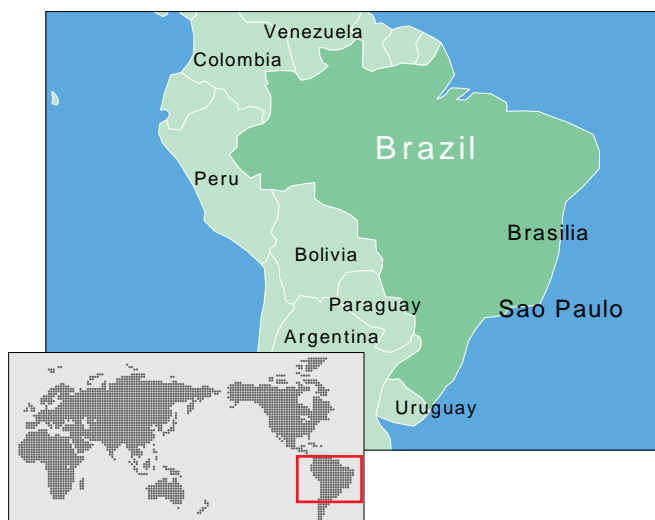 Venezuela
Colombia
Brazil
Peru
Brasilia
Bolivia
Paraguay
Sao Paulo
Argentina
Uruguay